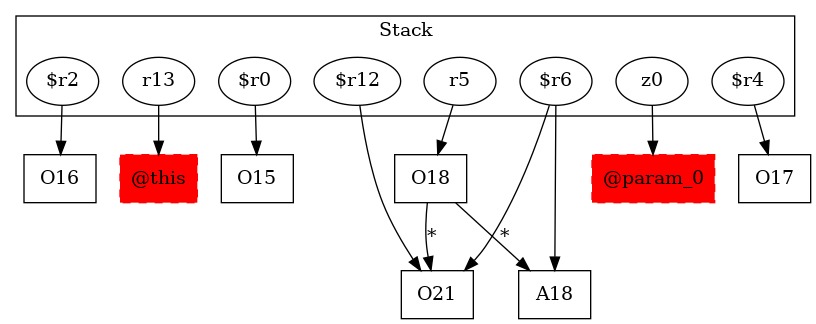 Stack
$r2 r13 $r0 $r12 r5 $r6 z0 $r4
O16 @this O15 O18 @param_0 O17
* *
O21 A18